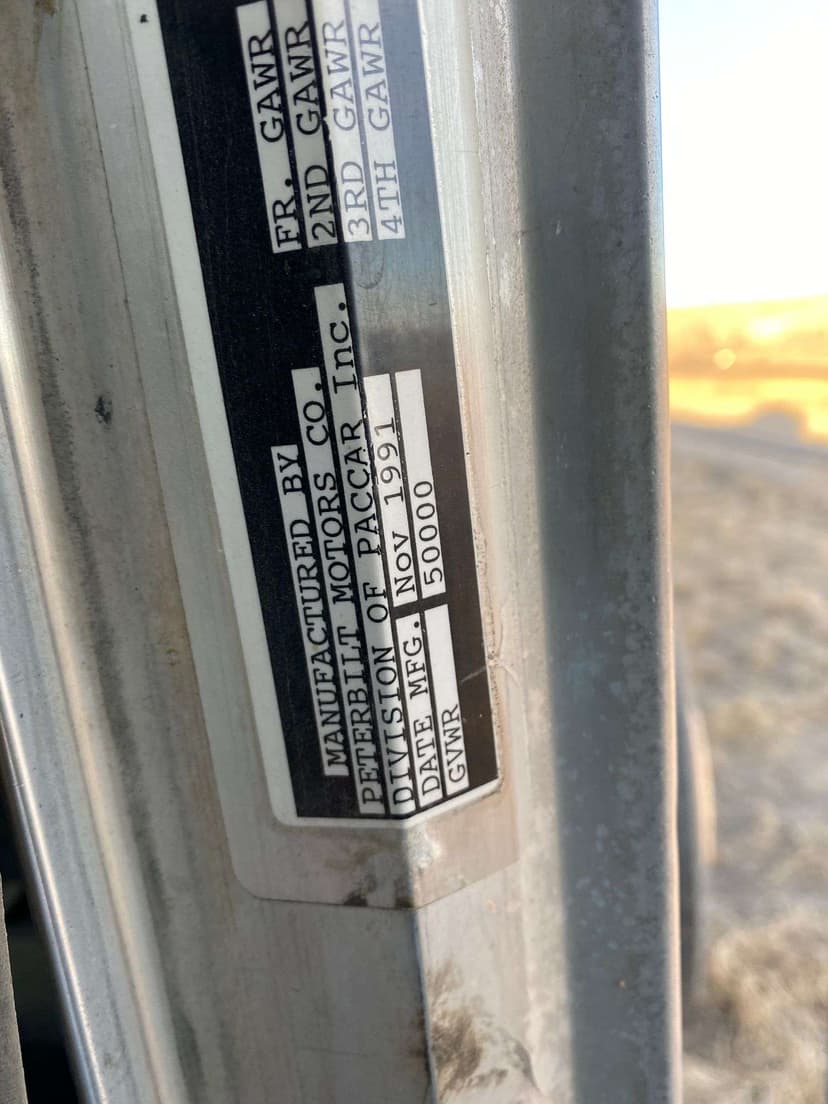 MANUFACTURED BY
PETERBILT MOTORS CO.
DIVISION OF PACCAR Inc.
DATE MFG. Nov 1991
GVWR 50000
FR. GAWR
2ND GAWR
3RD GAWR
4TH GAWR